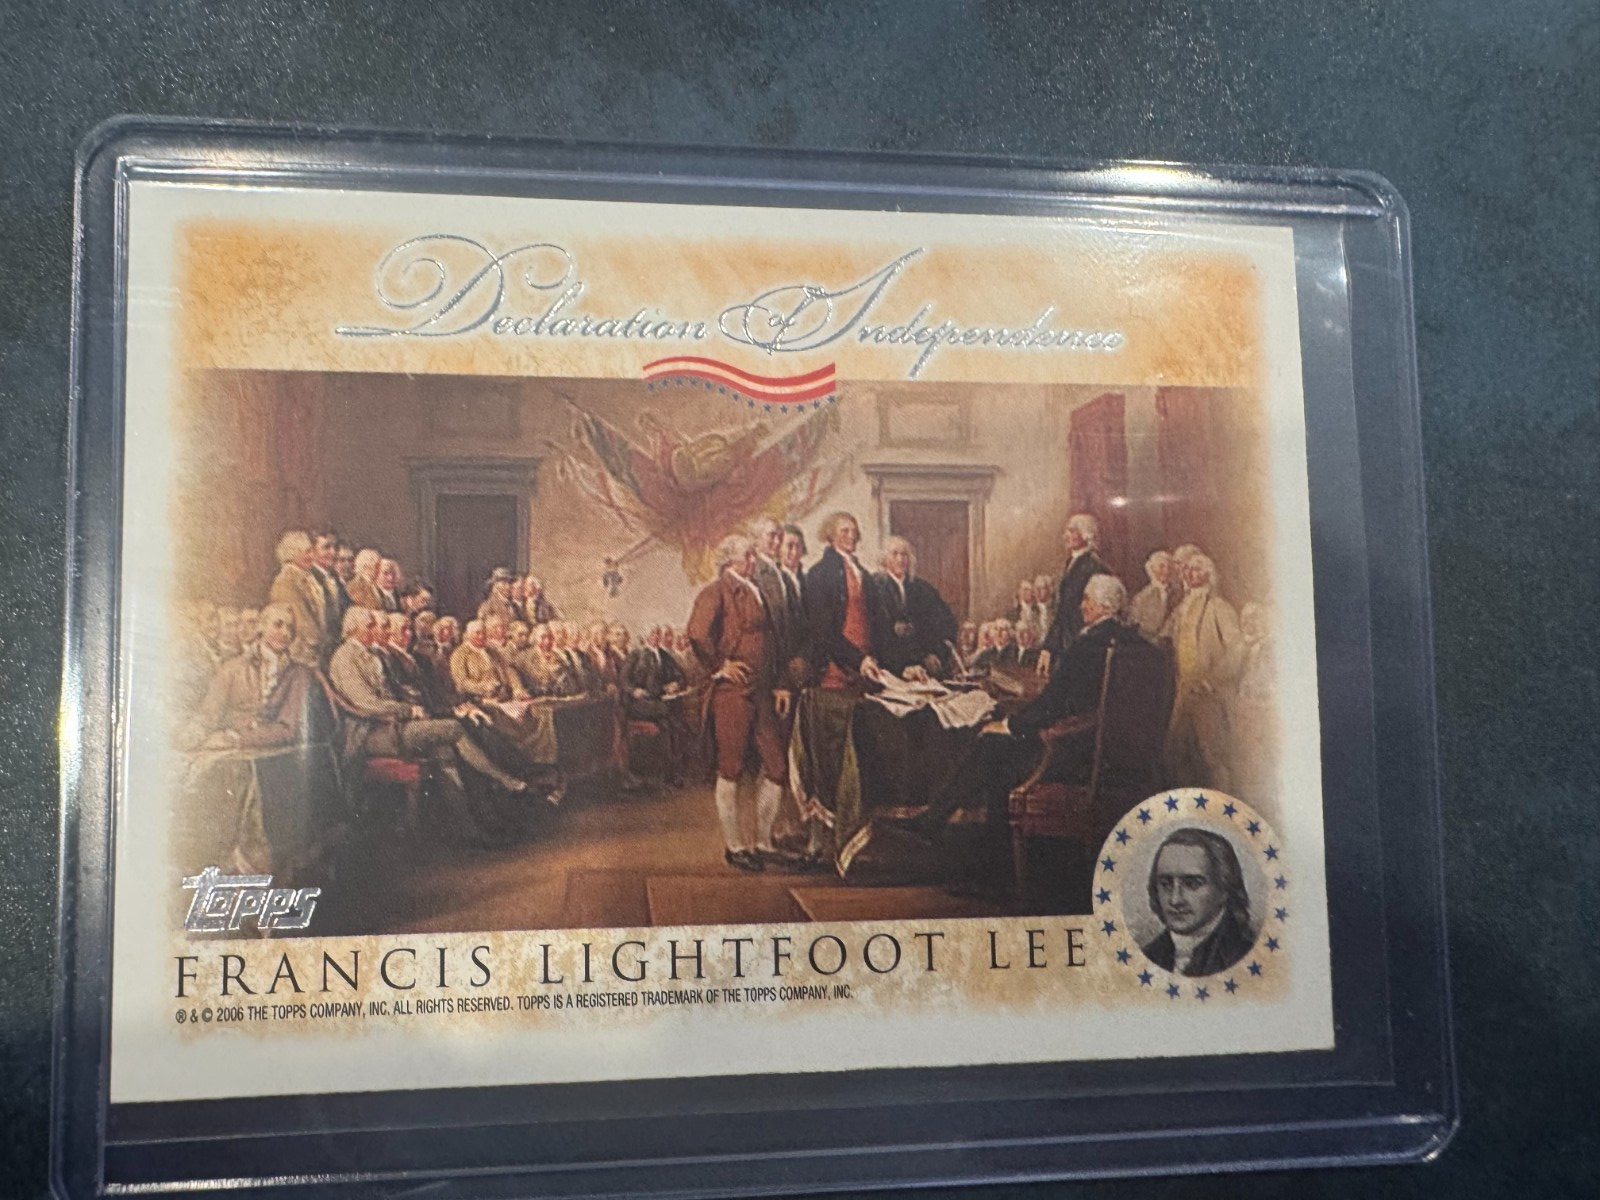 Declaration of Independence
TOPPS
FRANCIS LIGHTFOOT LEE
® & © 2006 THE TOPPS COMPANY, INC. ALL RIGHTS RESERVED. TOPPS IS A REGISTERED TRADEMARK OF THE TOPPS COMPANY, INC.